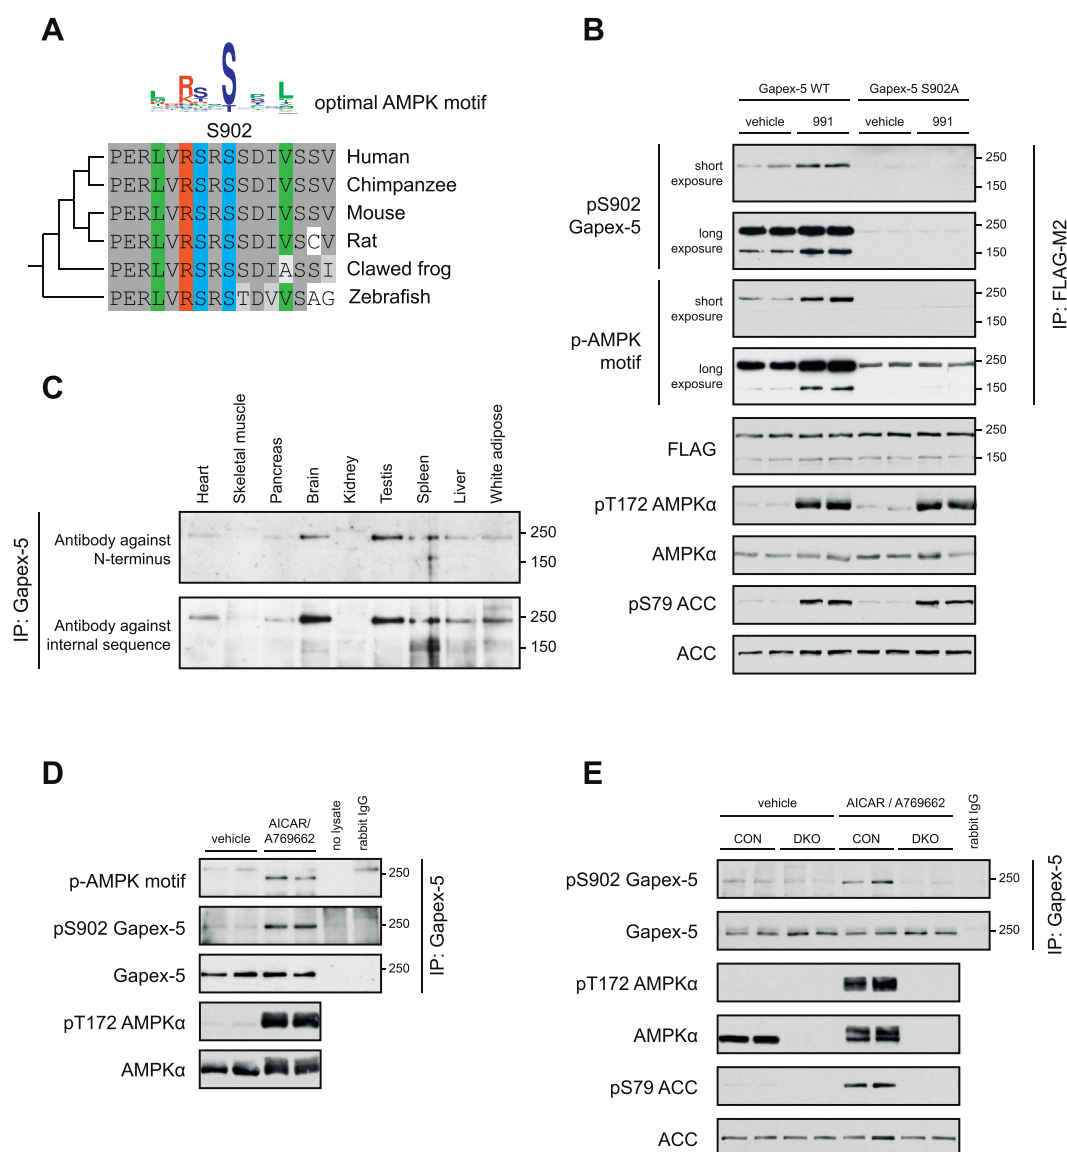 A
optimal AMPK motif
S902
PERLVRSRSSDIVSSV Human
PERLVRSRSSDIVSSV Chimpanzee
PERLVRSRSSDIVSSV Mouse
PERLVRSRSSDIVSCV Rat
PERLVRSRSSDIASSI Clawed frog
PERLVRSRSTDVVSAG Zebrafish
B
Gapex-5 WT Gapex-5 S902A
vehicle 991 vehicle 991
pS902
Gapex-5
short
exposure
250
150
long
exposure
250
150
p-AMPK
motif
short
exposure
250
150
long
exposure
250
150
IP: FLAG-M2
FLAG
250
150
pT172 AMPKα
AMPKα
pS79 ACC
ACC
C
Heart
Skeletal muscle
Pancreas
Brain
Kidney
Testis
Spleen
Liver
White adipose
IP: Gapex-5
Antibody against
N-terminus
250
150
Antibody against
internal sequence
250
150
D
vehicle
AICAR/
A769662
no lysate
rabbit IgG
p-AMPK motif 250
pS902 Gapex-5 250
Gapex-5 250
IP: Gapex-5
pT172 AMPKα
AMPKα
E
vehicle AICAR / A769662
rabbit IgG
CON DKO CON DKO
pS902 Gapex-5 250
Gapex-5 250
IP: Gapex-5
pT172 AMPKα
AMPKα
pS79 ACC
ACC